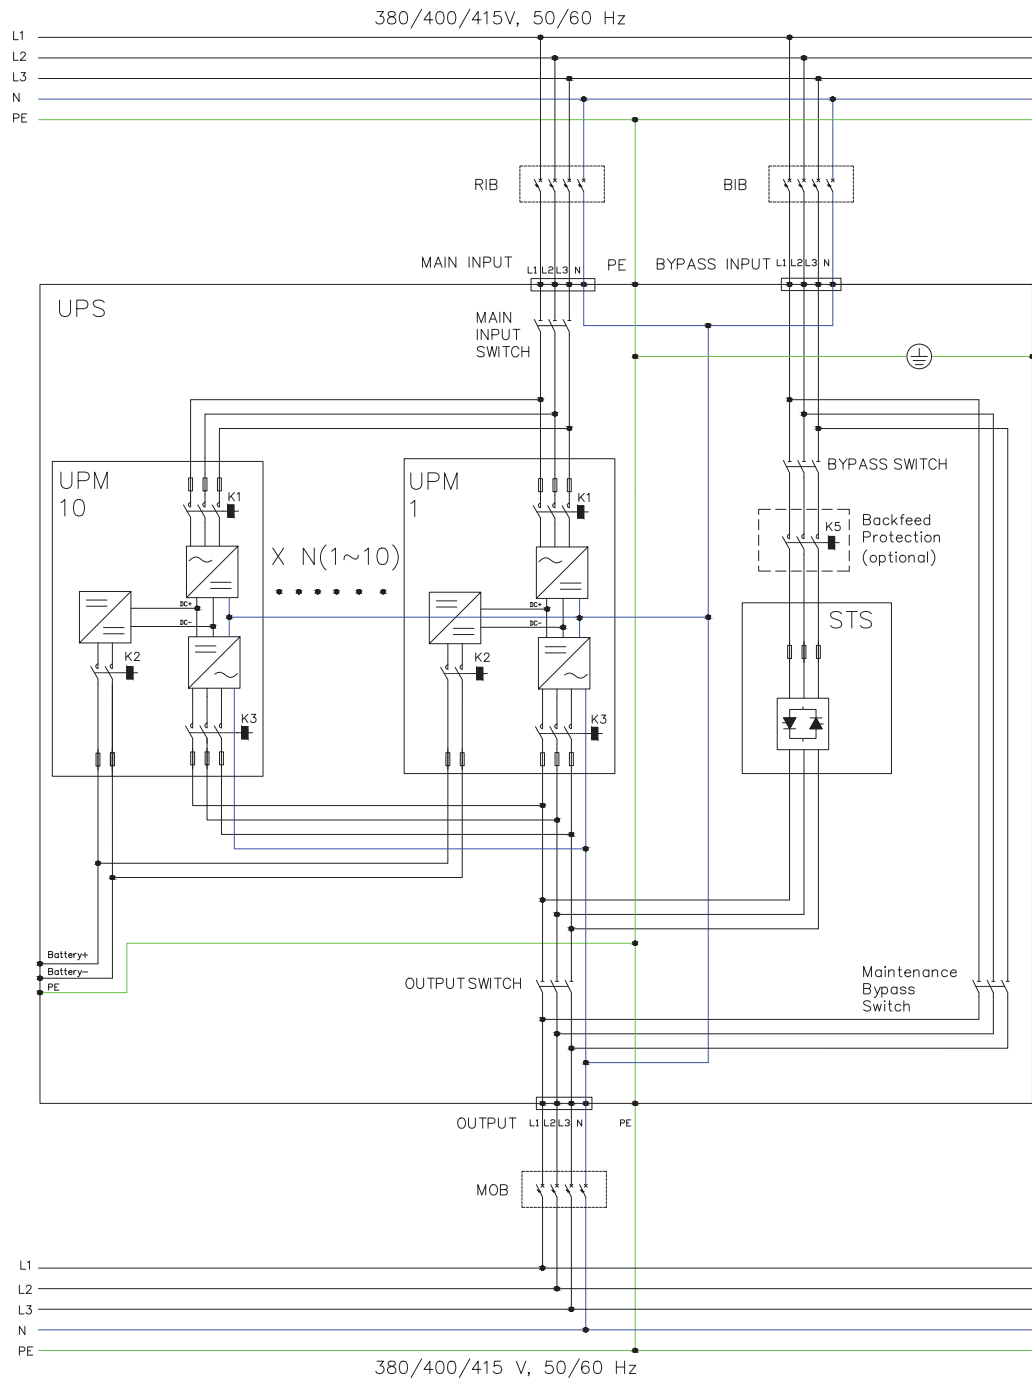 380/400/415V, 50/60 Hz
L1
L2
L3
N
PE
RIB
BIB
MAIN INPUT
L1 L2 L3 N
PE
BYPASS INPUT
L1 L2 L3 N
UPS
MAIN
INPUT
SWITCH
UPM
10
K1
UPM
1
K1
X N(1~10)
BYPASS SWITCH
K5
Backfeed
Protection
(optional)
DC+
DC-
K2
K3
DC+
DC-
K2
K3
STS
Battery+
Battery-
PE
OUTPUT SWITCH
Maintenance
Bypass
Switch
OUTPUT
L1 L2 L3 N
PE
MOB
L1
L2
L3
N
PE
380/400/415 V, 50/60 Hz